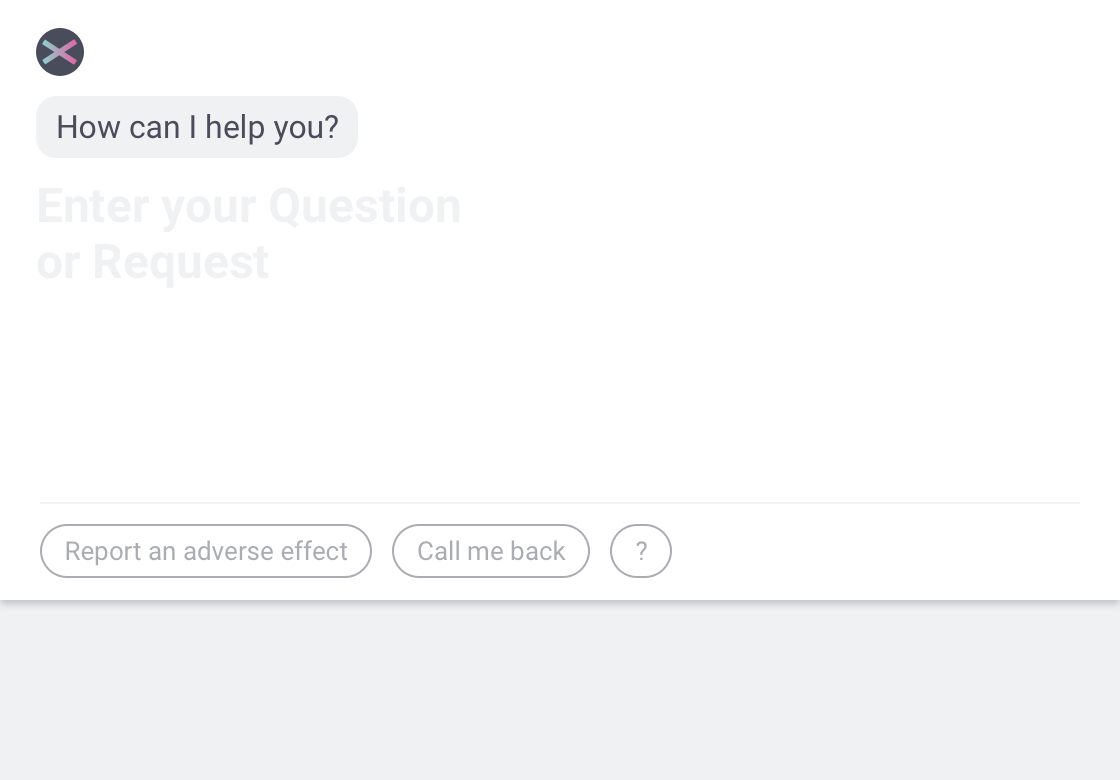 How can I help you?
Enter your Question
or Request
Report an adverse effect
Call me back
?